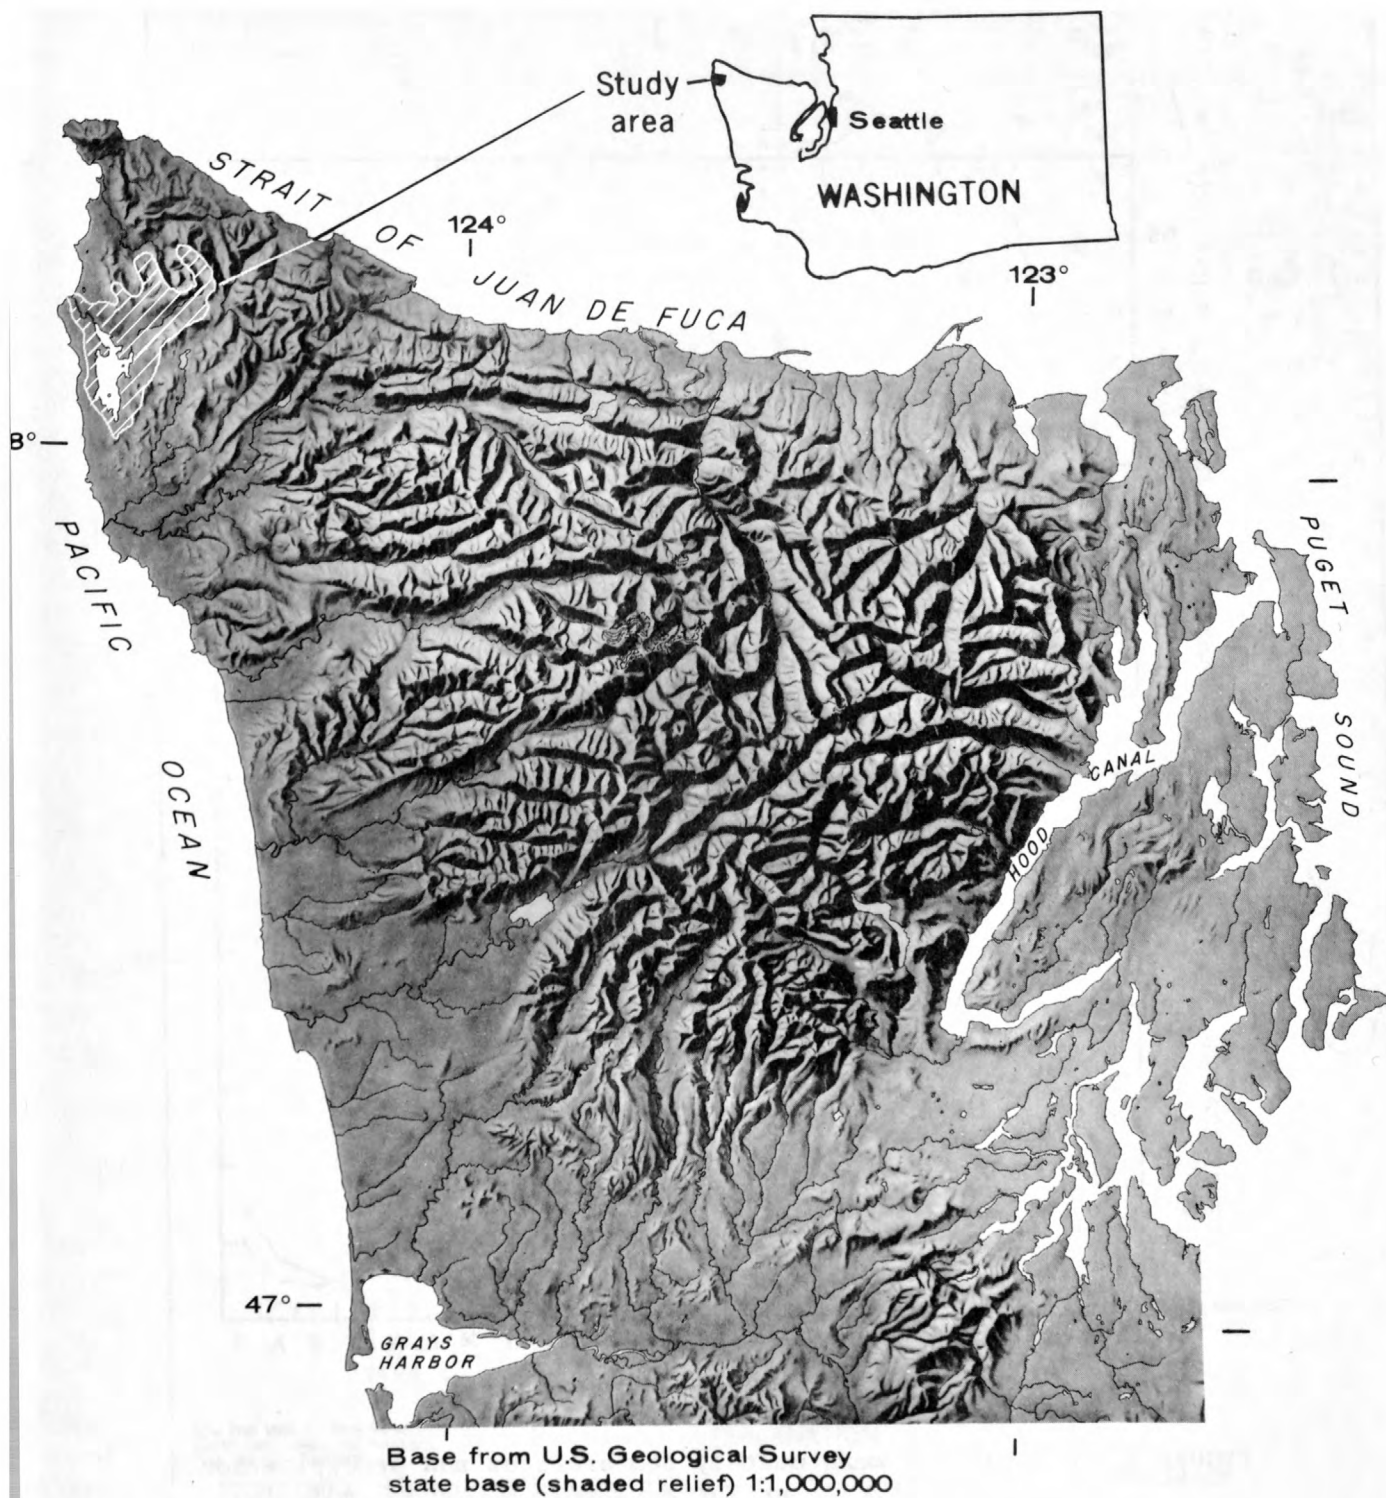 Study
area
Seattle
WASHINGTON
STRAIT OF JUAN DE FUCA
124°
123°
8°
PACIFIC
OCEAN
PUGET
SOUND
HOOD CANAL
47°
GRAYS
HARBOR
Base from U.S. Geological Survey
state base (shaded relief) 1:1,000,000